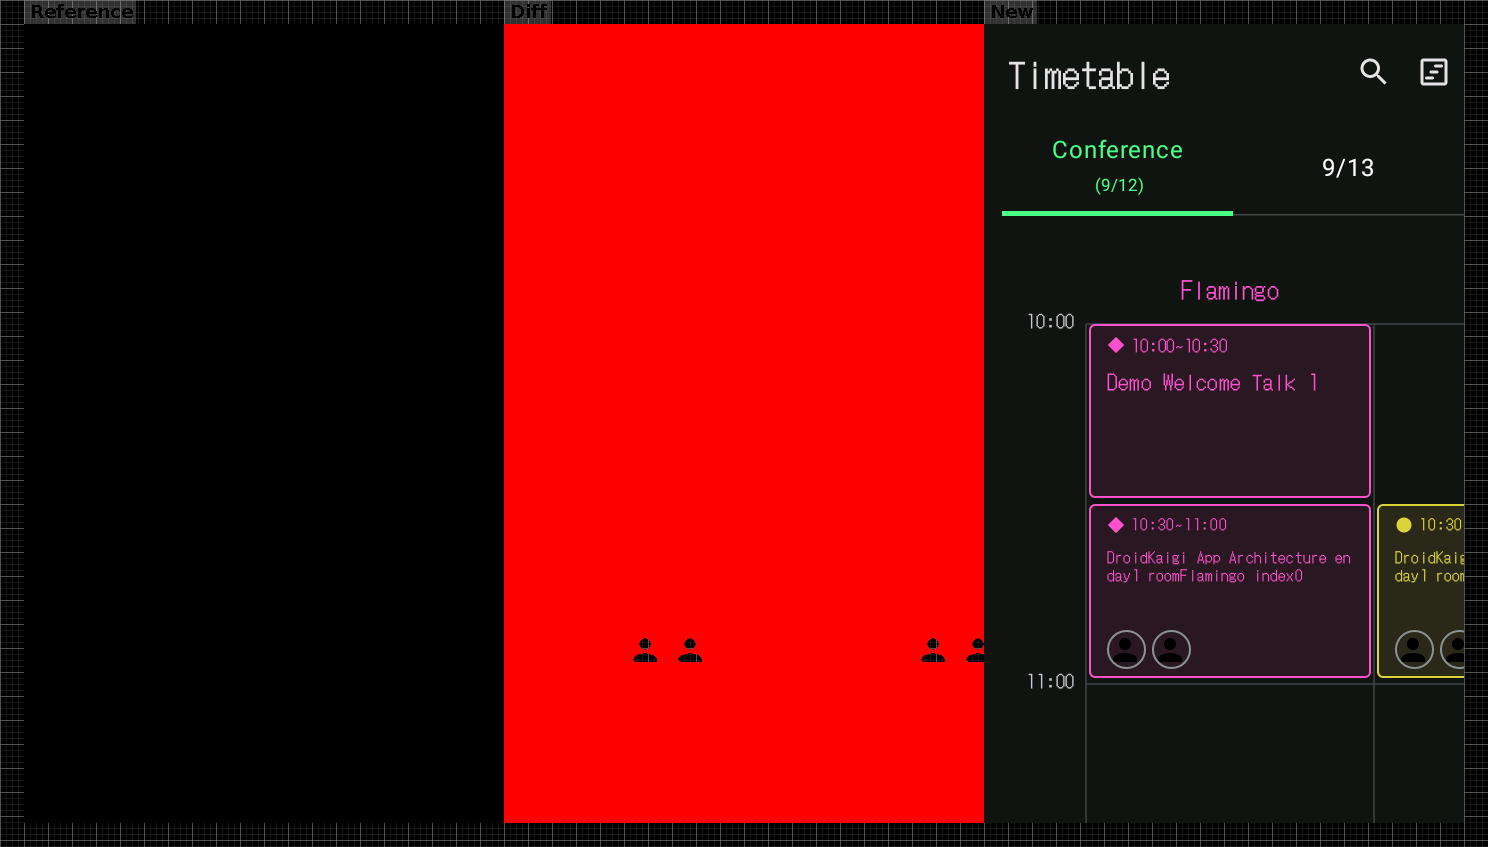 Reference
Diff
New
Timetable
Conference
(9/12)
9/13
Flamingo
10:00
10:00~10:30
Demo Welcome Talk 1
10:30~11:00
DroidKaigi App Architecture en
day1 roomFlamingo index0
10:30
DroidKaig
day1 room
11:00